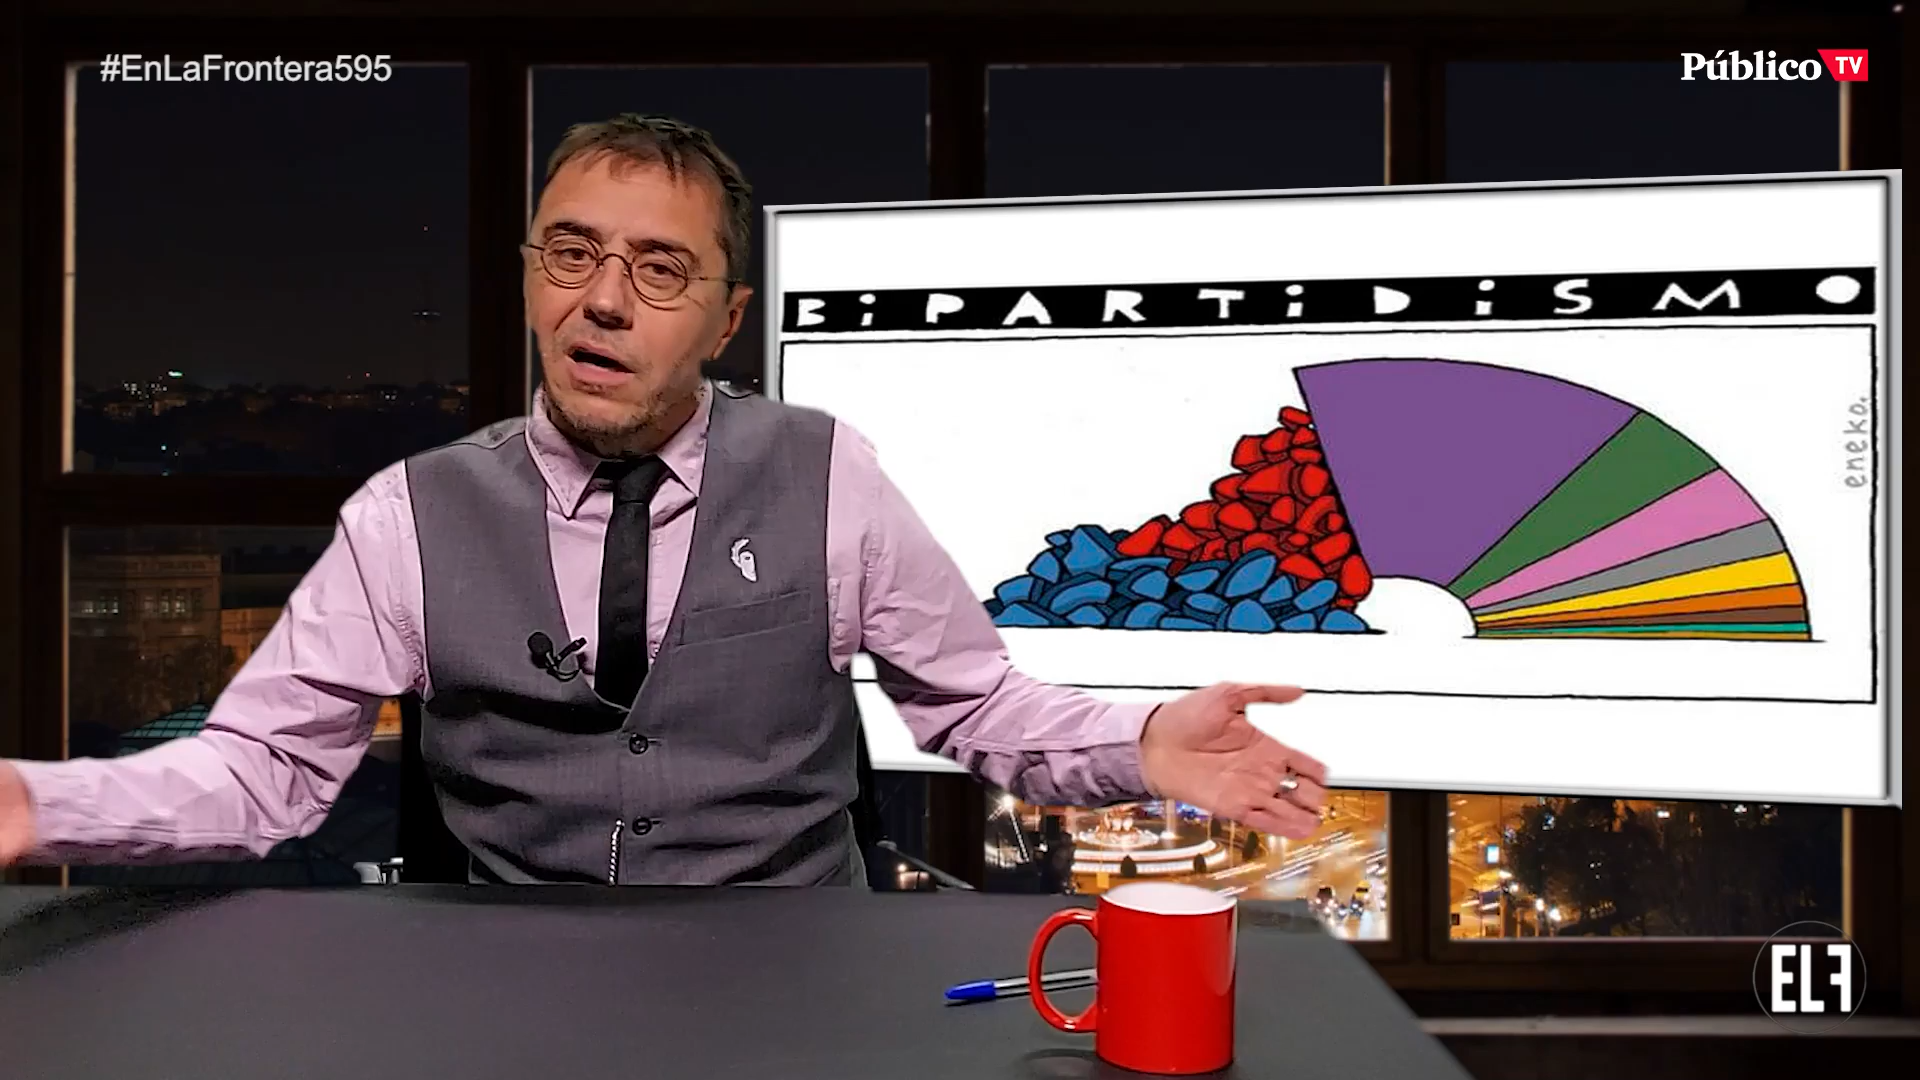 #EnLaFrontera595
Público TV
BiPARTiDiSMO
eneko.
ELF